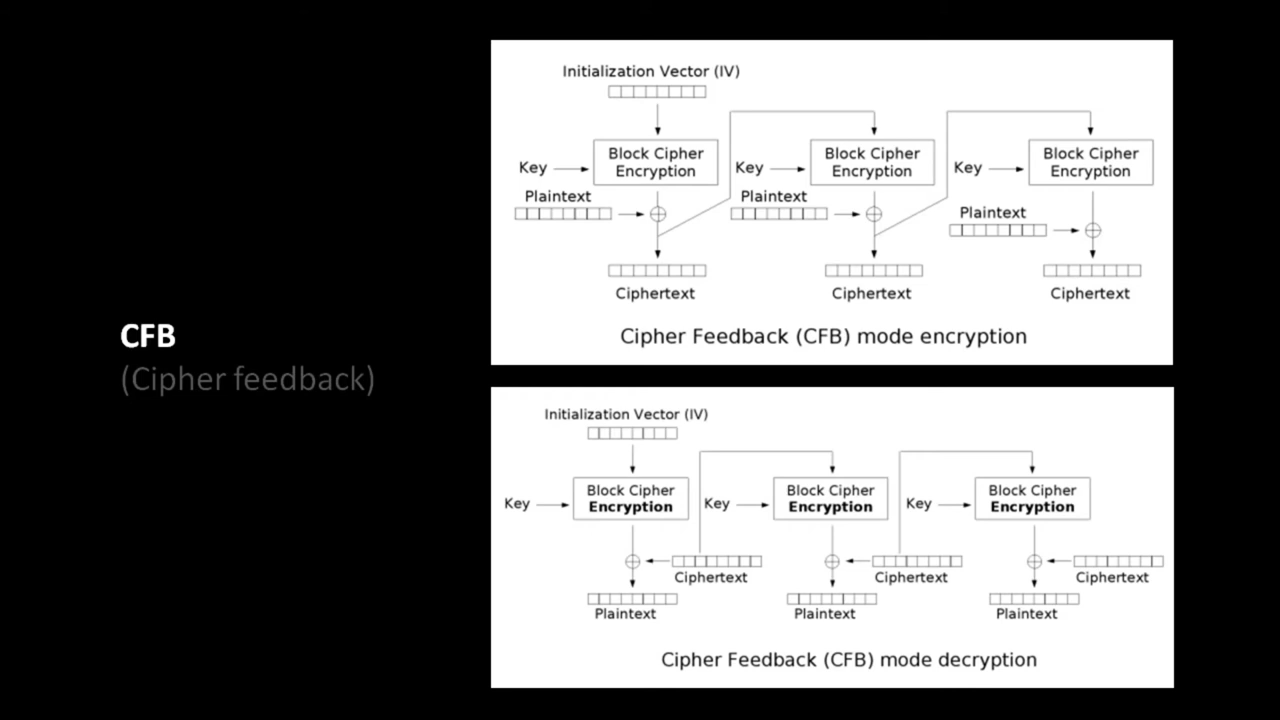 CFB
(Cipher feedback)
Initialization Vector (IV)
Key
Block Cipher
Encryption
Key
Block Cipher
Encryption
Key
Block Cipher
Encryption
Plaintext
Plaintext
Plaintext
Ciphertext
Ciphertext
Ciphertext
Cipher Feedback (CFB) mode encryption
Initialization Vector (IV)
Key
Block Cipher
Encryption
Key
Block Cipher
Encryption
Key
Block Cipher
Encryption
Ciphertext
Ciphertext
Ciphertext
Plaintext
Plaintext
Plaintext
Cipher Feedback (CFB) mode decryption